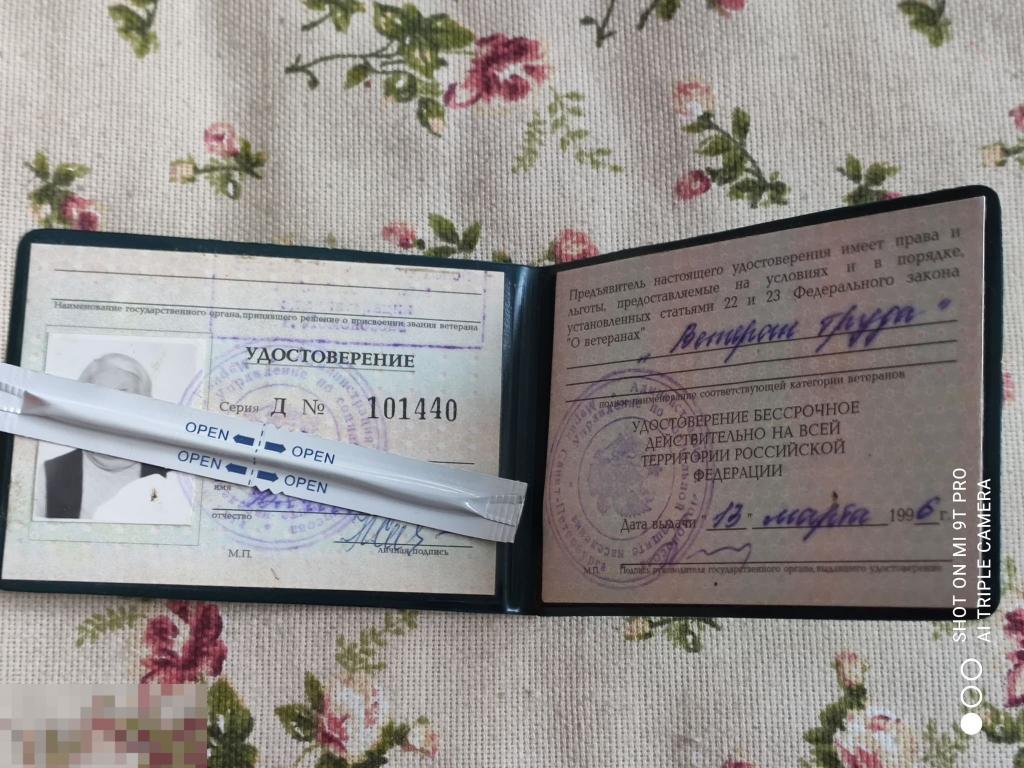 Наименование государственного органа, принявшего решение о присвоении звания ветерана
УДОСТОВЕРЕНИЕ
Серия Д № 101440
OPEN OPEN
OPEN OPEN
имя
отчество
личная подпись
М.П.
Предъявитель настоящего удостоверения имеет права и
льготы, предоставляемые на условиях и в порядке,
установленных статьями 22 и 23 Федерального закона
"О ветеранах"
„Ветеран труда"
полное наименование соответствующей категории ветеранов
УДОСТОВЕРЕНИЕ БЕССРОЧНОЕ
ДЕЙСТВИТЕЛЬНО НА ВСЕЙ
ТЕРРИТОРИИ РОССИЙСКОЙ
ФЕДЕРАЦИИ
Дата выдачи "13" марта 1996 г.
М.П. Подпись руководителя государственного органа, выдавшего удостоверение
SHOT ON MI 9T PRO
AI TRIPLE CAMERA